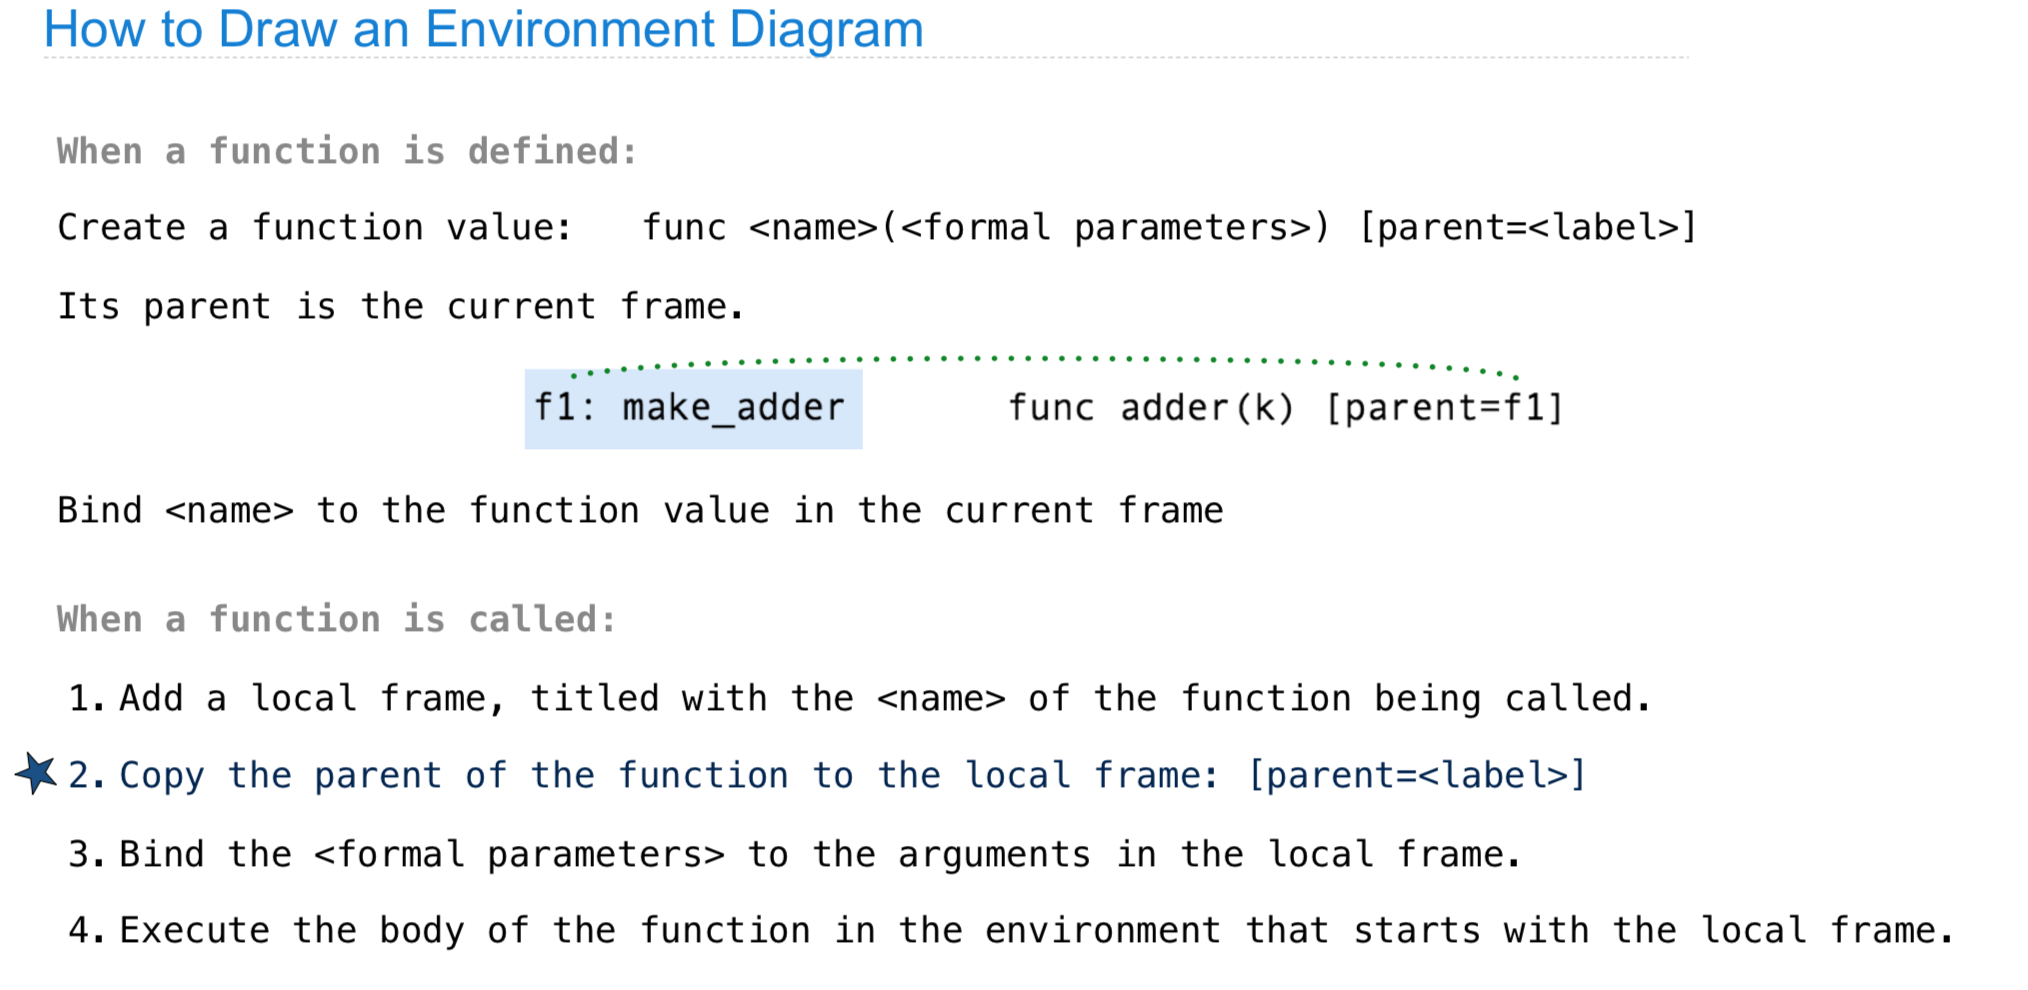 How to Draw an Environment Diagram
When a function is defined:
Create a function value: func <name>(<formal parameters>) [parent=<label>]
Its parent is the current frame.
f1: make_adder func adder(k) [parent=f1]
Bind <name> to the function value in the current frame
When a function is called:
1. Add a local frame, titled with the <name> of the function being called.
2. Copy the parent of the function to the local frame: [parent=<label>]
3. Bind the <formal parameters> to the arguments in the local frame.
4. Execute the body of the function in the environment that starts with the local frame.